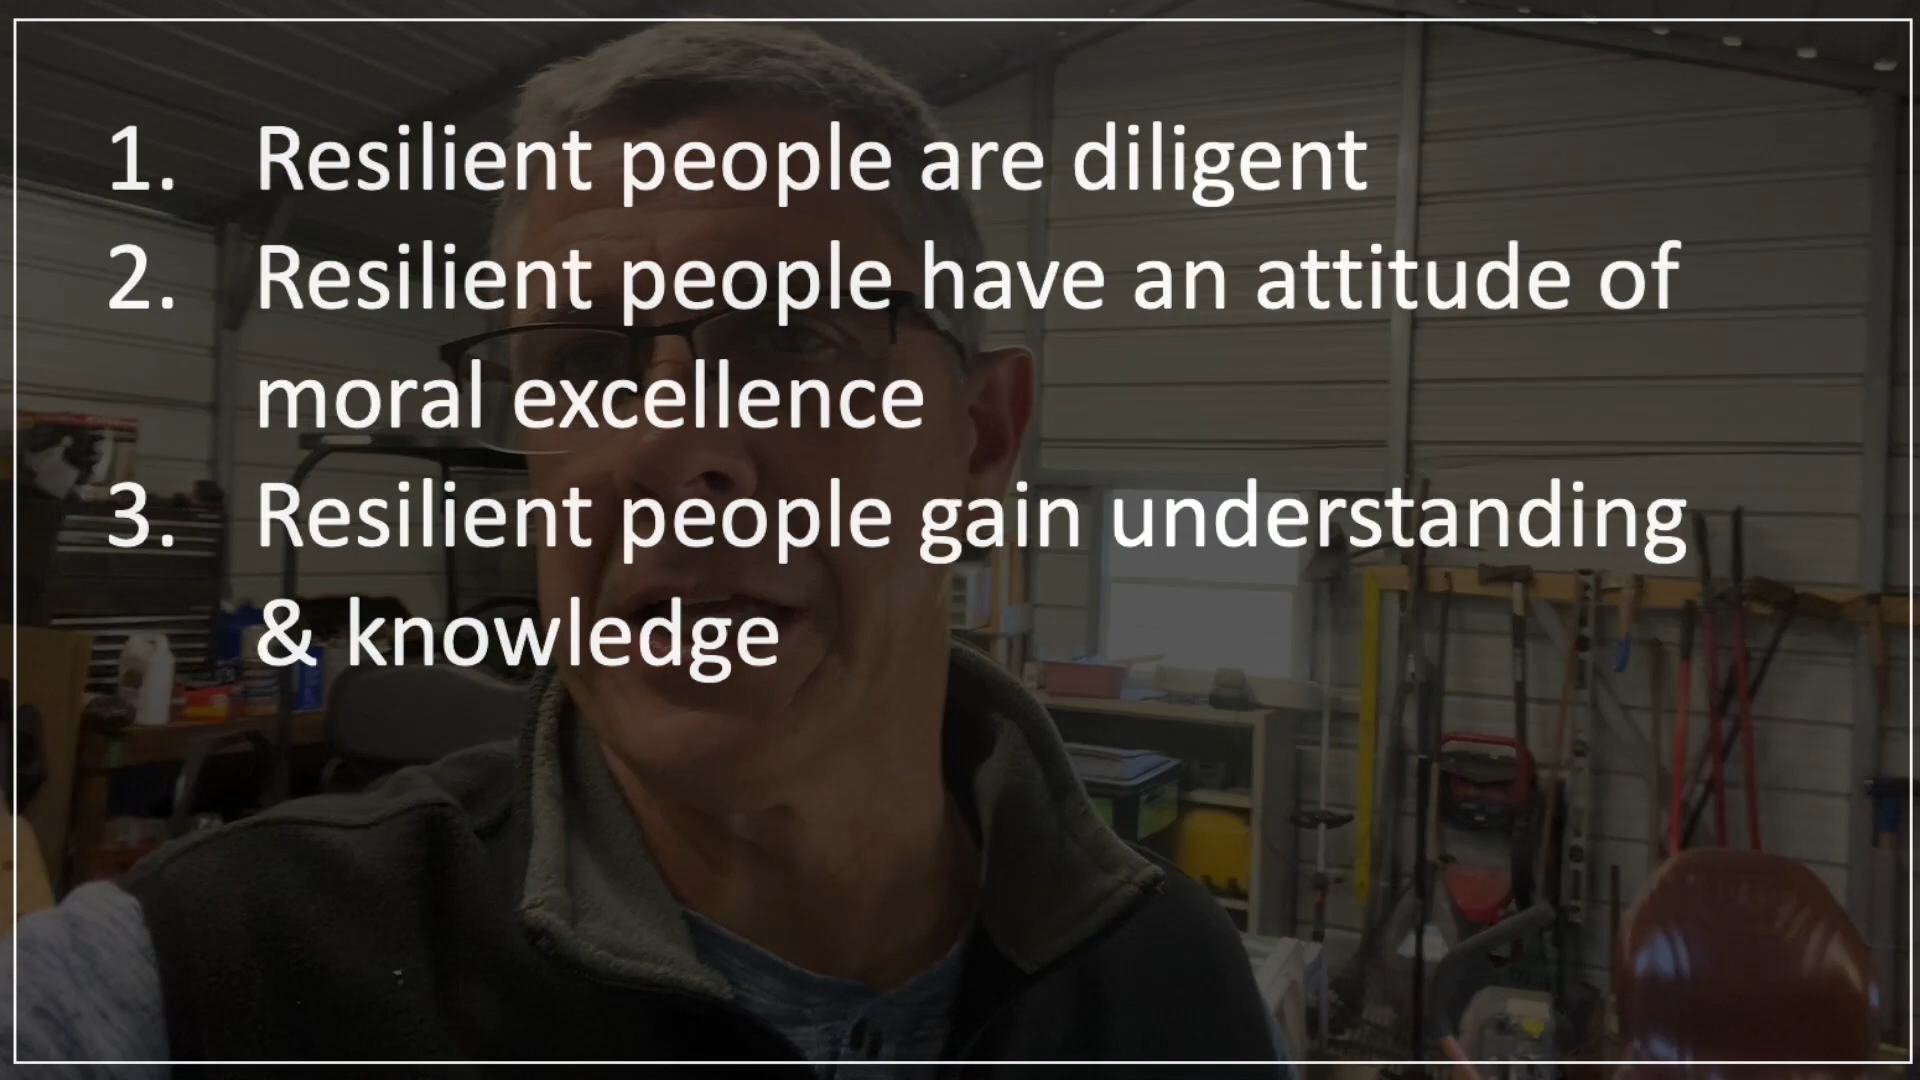 1. Resilient people are diligent
2. Resilient people have an attitude of
moral excellence
3. Resilient people gain understanding
& knowledge